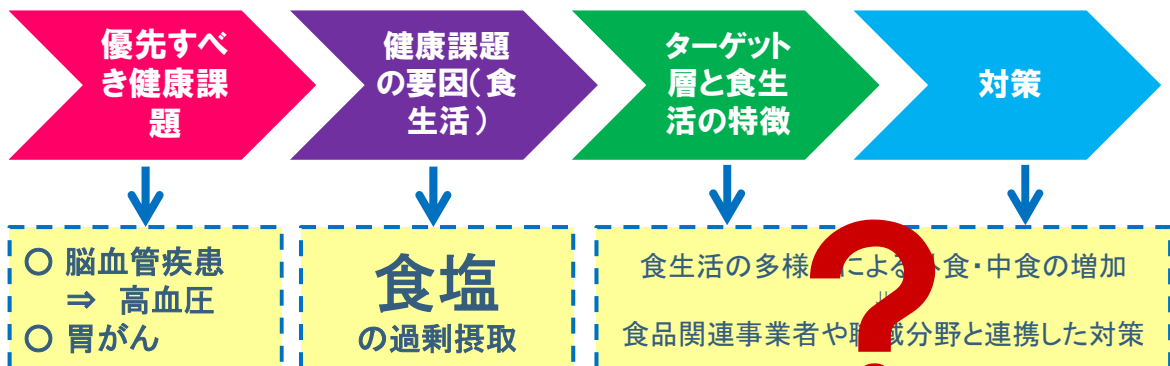 優先すべ
き健康課
題
健康課題
の要因（食
生活）
ターゲット
層と食生
活の特徴
対策
○ 脳血管疾患
⇒ 高血圧
○ 胃がん
食塩
の過剰摂取
食生活の多様 による 食・中食の増加
食品関連事業者や職域分野と連携した対策
?